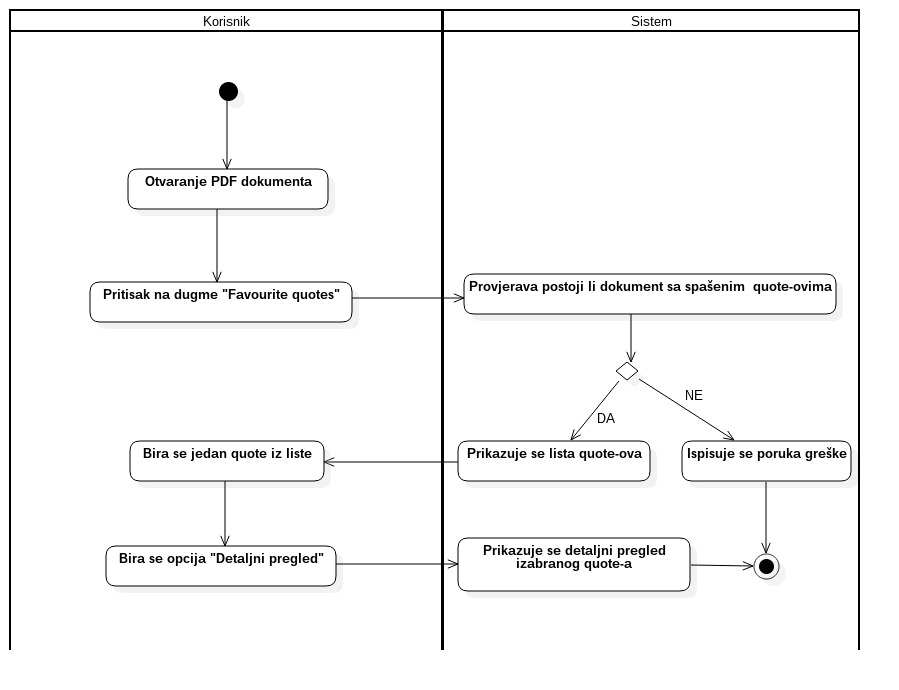 Korisnik
Sistem
Otvaranje PDF dokumenta
Pritisak na dugme "Favourite quotes"
Provjerava postoji li dokument sa spašenim  quote-ovima
DA
NE
Bira se jedan quote iz liste
Prikazuje se lista quote-ova
Ispisuje se poruka greške
Bira se opcija "Detaljni pregled"
Prikazuje se detaljni pregled
izabranog quote-a